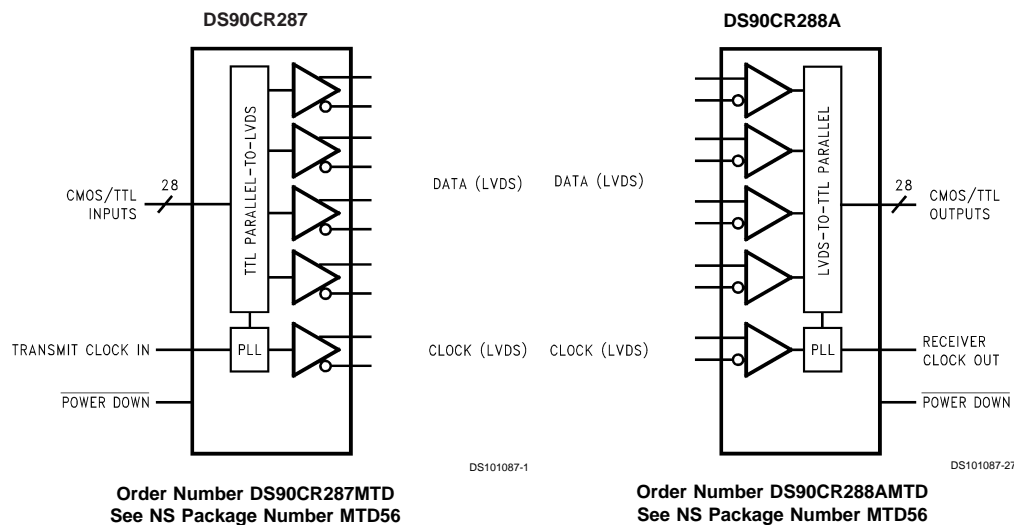 DS90CR287
TTL PARALLEL-TO-LVDS
CMOS/TTL
INPUTS
28
DATA (LVDS)
TRANSMIT CLOCK IN
PLL
CLOCK (LVDS)
POWER DOWN
DS101087-1
Order Number DS90CR287MTD
See NS Package Number MTD56
DS90CR288A
DATA (LVDS)
LVDS-TO-TTL PARALLEL
28
CMOS/TTL
OUTPUTS
CLOCK (LVDS)
PLL
RECEIVER
CLOCK OUT
POWER DOWN
DS101087-27
Order Number DS90CR288AMTD
See NS Package Number MTD56